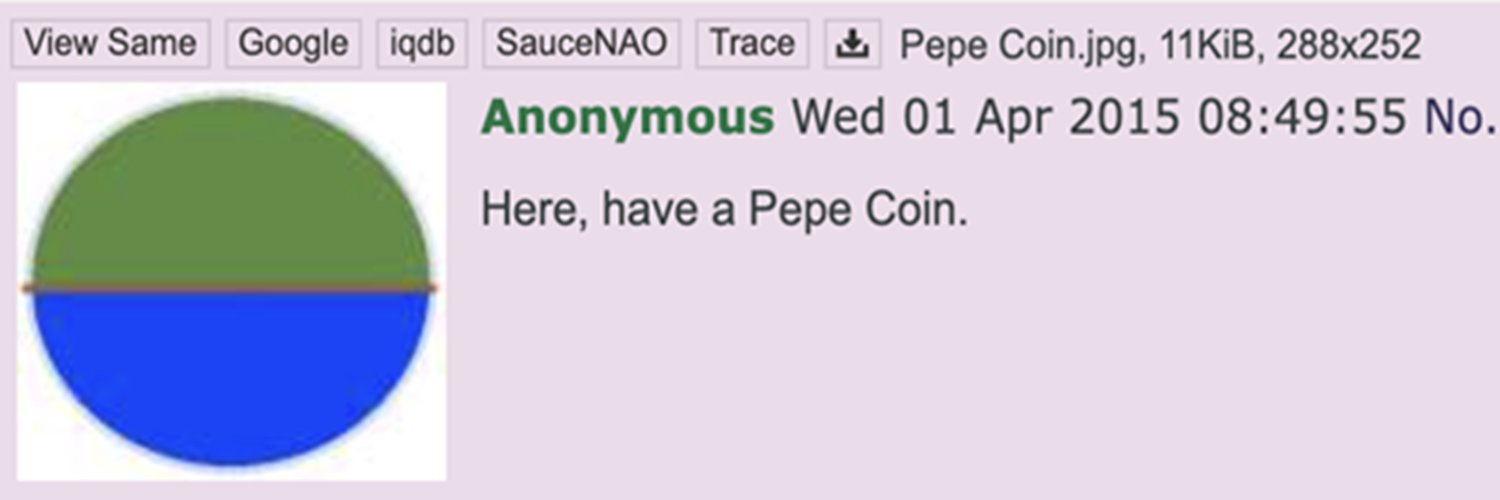 View Same Google iqdb SauceNAO Trace Pepe Coin.jpg, 11KiB, 288x252
Anonymous Wed 01 Apr 2015 08:49:55 No.
Here, have a Pepe Coin.